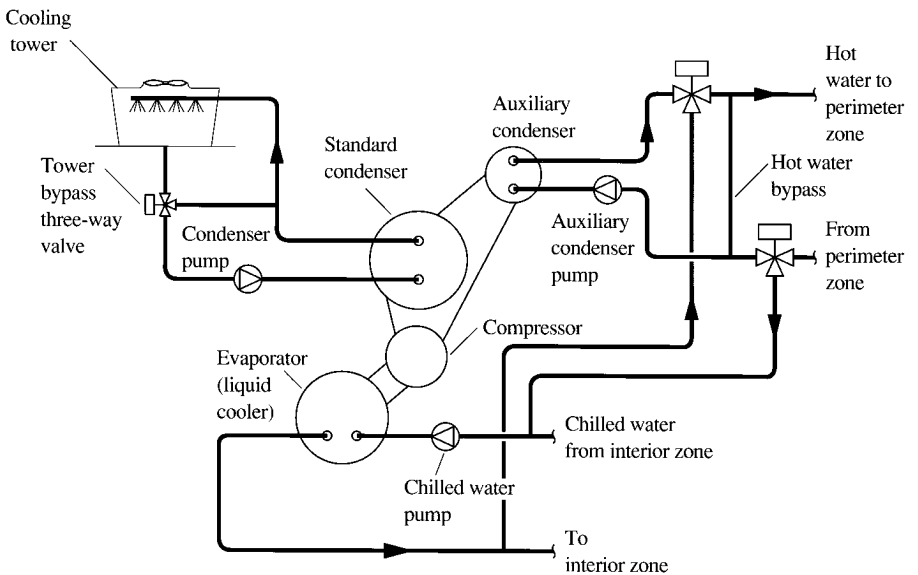 Cooling
tower
Tower
bypass
three-way
valve
Condenser
pump
Standard
condenser
Auxiliary
condenser
Auxiliary
condenser
pump
Hot
water to
perimeter
zone
Hot water
bypass
From
perimeter
zone
Compressor
Evaporator
(liquid
cooler)
Chilled water
from interior zone
Chilled water
pump
To
interior zone